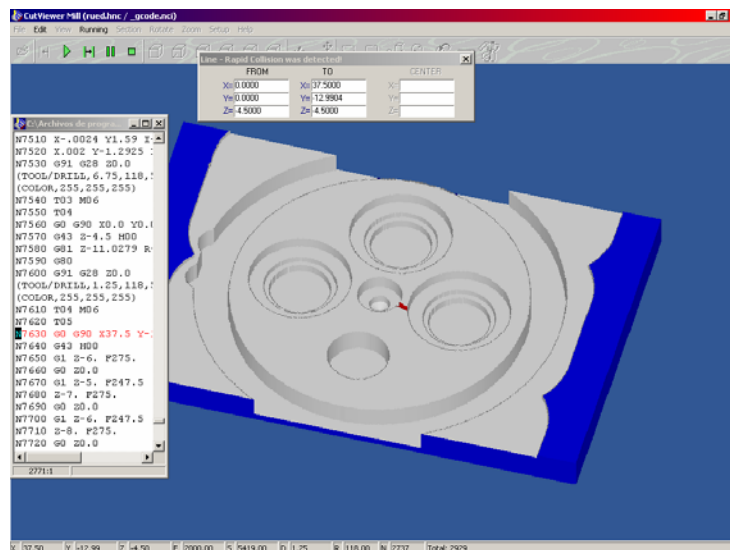 CutViewer Mill (rued.hnc / _gcode.nci)
File Edit View Running Section Rotate Zoom Setup Help
Line - Rapid Collision was detected!
FROM TO CENTER
X= 0.0000 X= 37.5000 X=
Y= 0.0000 Y= -12.9904 Y=
Z= -4.5000 Z= -4.5000 Z=
E:\Archivos de progra...
N7510 X-.0024 Y1.59 I-
N7520 X.002 Y-1.2925
N7530 G91 G28 Z0.0
(TOOL/DRILL,6.75,118,
(COLOR,255,255,255)
N7540 T03 M06
N7550 T04
N7560 G0 G90 X0.0 Y0.
N7570 G43 Z-4.5 H00
N7580 G81 Z-11.0279 R
N7590 G80
N7600 G91 G28 Z0.0
(TOOL/DRILL,1.25,118,
(COLOR,255,255,255)
N7610 T04 M06
N7620 T05
N7630 G0 G90 X37.5 Y-
N7640 G43 H00
N7650 G1 Z-6. F275.
N7660 G0 Z0.0
N7670 G1 Z-5. F247.5
N7680 Z-7. F275.
N7690 G0 Z0.0
N7700 G1 Z-6. F247.5
N7710 Z-8. F275.
N7720 G0 Z0.0
2771:1
X 37.50 Y -12.99 Z -4.50 F 2000.00 S 5419.00 D 1.25 R 118.00 N 2737 Total: 2929